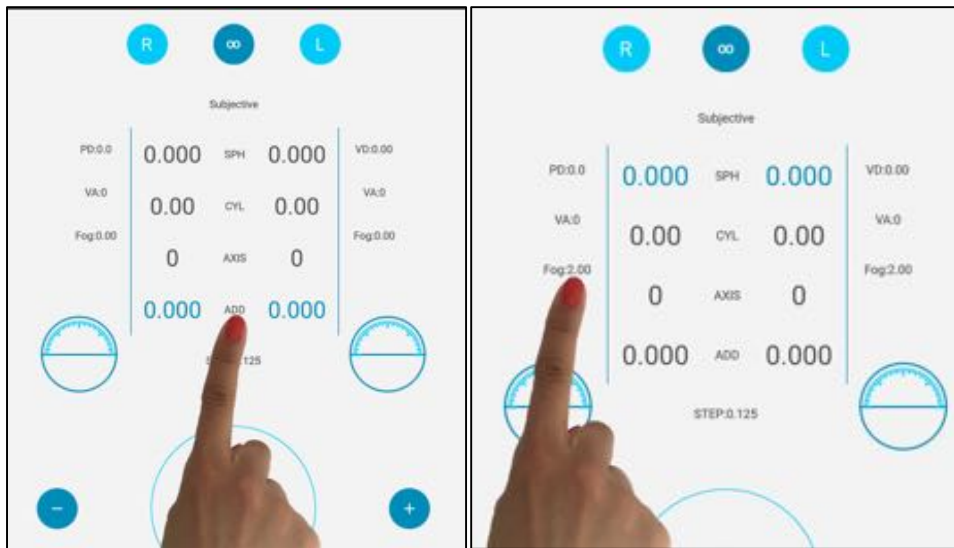 R ∞ L
Subjective
PD:0.0 0.000 SPH 0.000 VD:0.00
VA:0 0.00 CYL 0.00 VA:0
Fog:0.00 0 AXIS 0 Fog:0.00
0.000 ADD 0.000
125
− +
R ∞ L
Subjective
PD:0.0 0.000 SPH 0.000 VD:0.00
VA:0 0.00 CYL 0.00 VA:0
Fog:2.00 0 AXIS 0 Fog:2.00
0.000 ADD 0.000
STEP:0.125